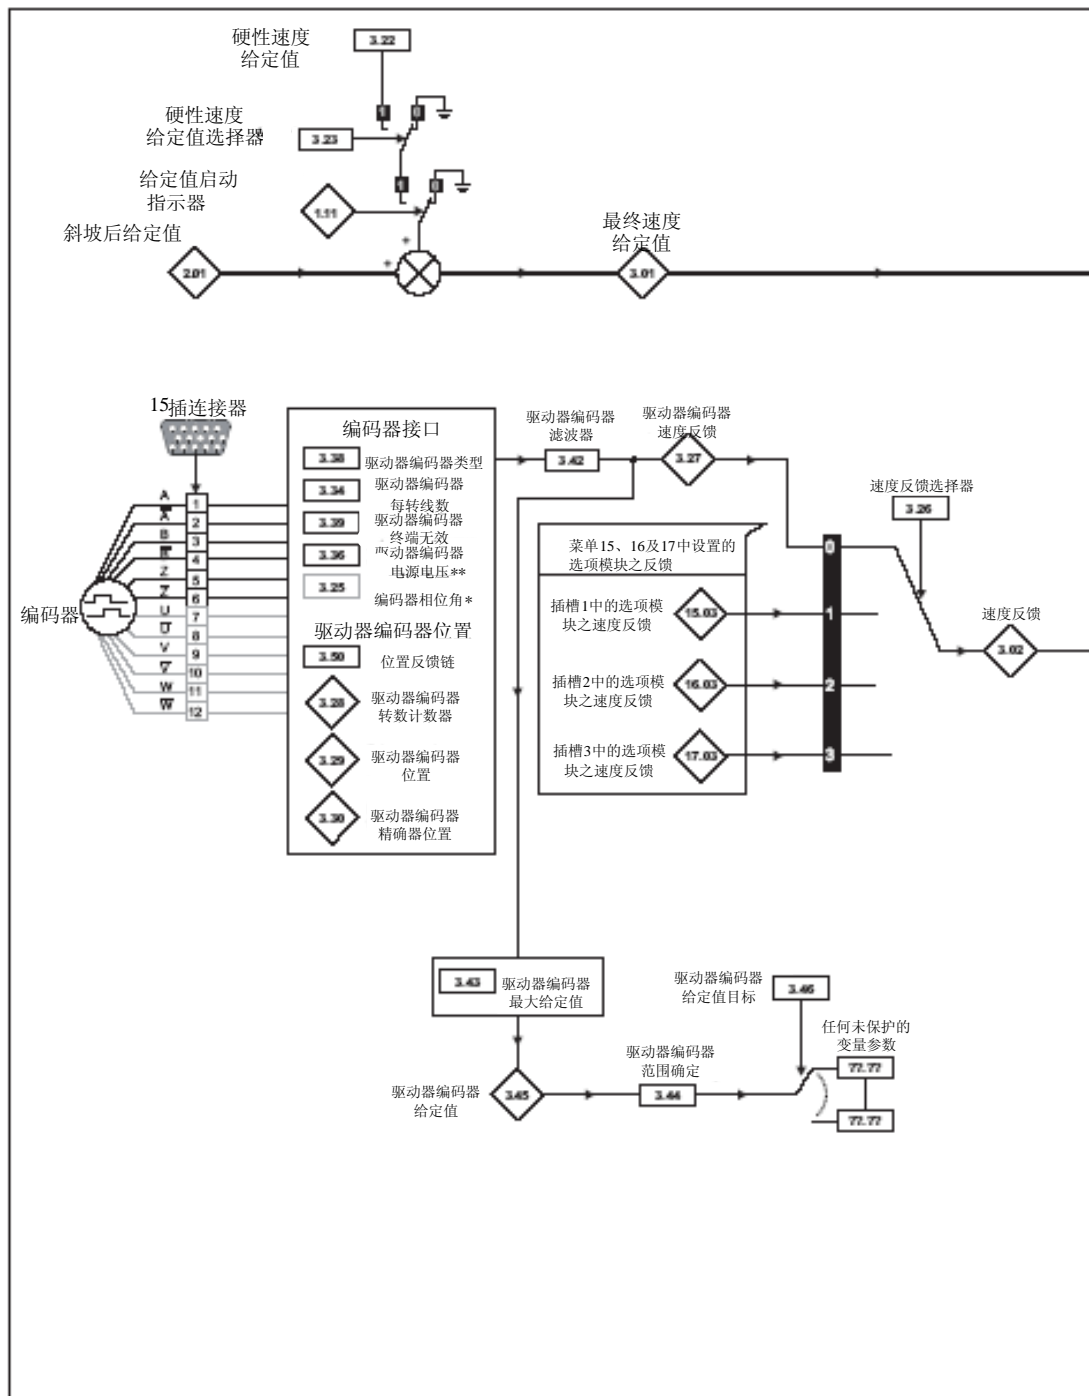 硬性速度
给定值
3.22
硬性速度
给定值选择器
3.23
1
0
给定值启动
指示器
1.11
1
0
斜坡后给定值
2.01
+
+
最终速度
给定值
3.01
15插连接器
A
A̅
B
B̅
Z
Z̅
U
U̅
V
V̅
W
W̅
1
2
3
4
5
6
7
8
9
10
11
12
编码器
编码器接口
3.38 驱动器编码器类型
3.34 驱动器编码器
每转线数
3.39 驱动器编码器
终端无效
3.36 驱动器编码器
电源电压**
3.25 编码器相位角*
驱动器编码器位置
3.50 位置反馈链
3.28 驱动器编码器
转数计数器
3.29 驱动器编码器
位置
3.30 驱动器编码器
精确器位置
驱动器编码器
滤波器
3.42
驱动器编码器
速度反馈
3.27
菜单15、16及17中设置的
选项模块之反馈
插槽1中的选项模
块之速度反馈
15.03
插槽2中的选项模
块之速度反馈
16.03
插槽3中的选项模
块之速度反馈
17.03
0
1
2
3
速度反馈选择器
3.26
速度反馈
3.02
3.43 驱动器编码器
最大给定值
驱动器编码器
给定值
3.45
驱动器编码器
范围确定
3.44
驱动器编码器
给定值目标
3.46
任何未保护的
变量参数
??.??
??.??